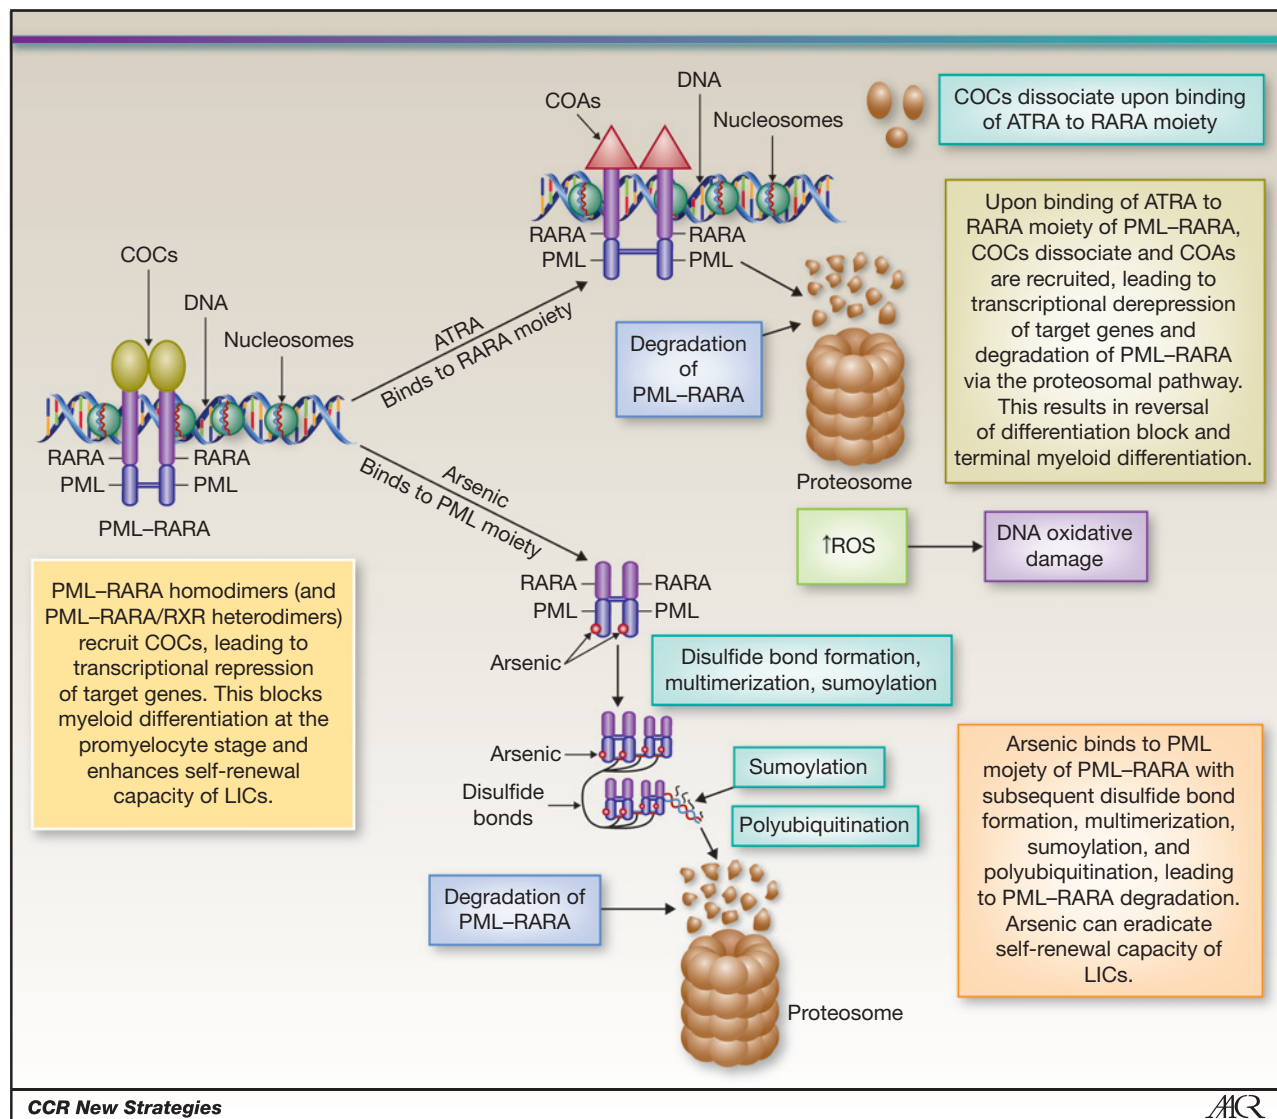 COAs
DNA
Nucleosomes
COCs dissociate upon binding
of ATRA to RARA moiety
RARA
RARA
PML
PML
Upon binding of ATRA to
RARA moiety of PML–RARA,
COCs dissociate and COAs
are recruited, leading to
transcriptional derepression
of target genes and
degradation of PML–RARA
via the proteosomal pathway.
This results in reversal
of differentiation block and
terminal myeloid differentiation.
COCs
DNA
Nucleosomes
RARA
RARA
PML
PML
PML–RARA
ATRA
Binds to RARA moiety
Degradation
of
PML–RARA
Proteosome
Arsenic
Binds to PML moiety
↑ROS
DNA oxidative
damage
PML–RARA homodimers (and
PML–RARA/RXR heterodimers)
recruit COCs, leading to
transcriptional repression
of target genes. This blocks
myeloid differentiation at the
promyelocyte stage and
enhances self-renewal
capacity of LICs.
RARA
RARA
PML
PML
Arsenic
Disulfide bond formation,
multimerization, sumoylation
Arsenic
Disulfide
bonds
Sumoylation
Polyubiquitination
Degradation of
PML–RARA
Proteosome
Arsenic binds to PML
mojety of PML–RARA with
subsequent disulfide bond
formation, multimerization,
sumoylation, and
polyubiquitination, leading
to PML–RARA degradation.
Arsenic can eradicate
self-renewal capacity of
LICs.
CCR New Strategies
AACR